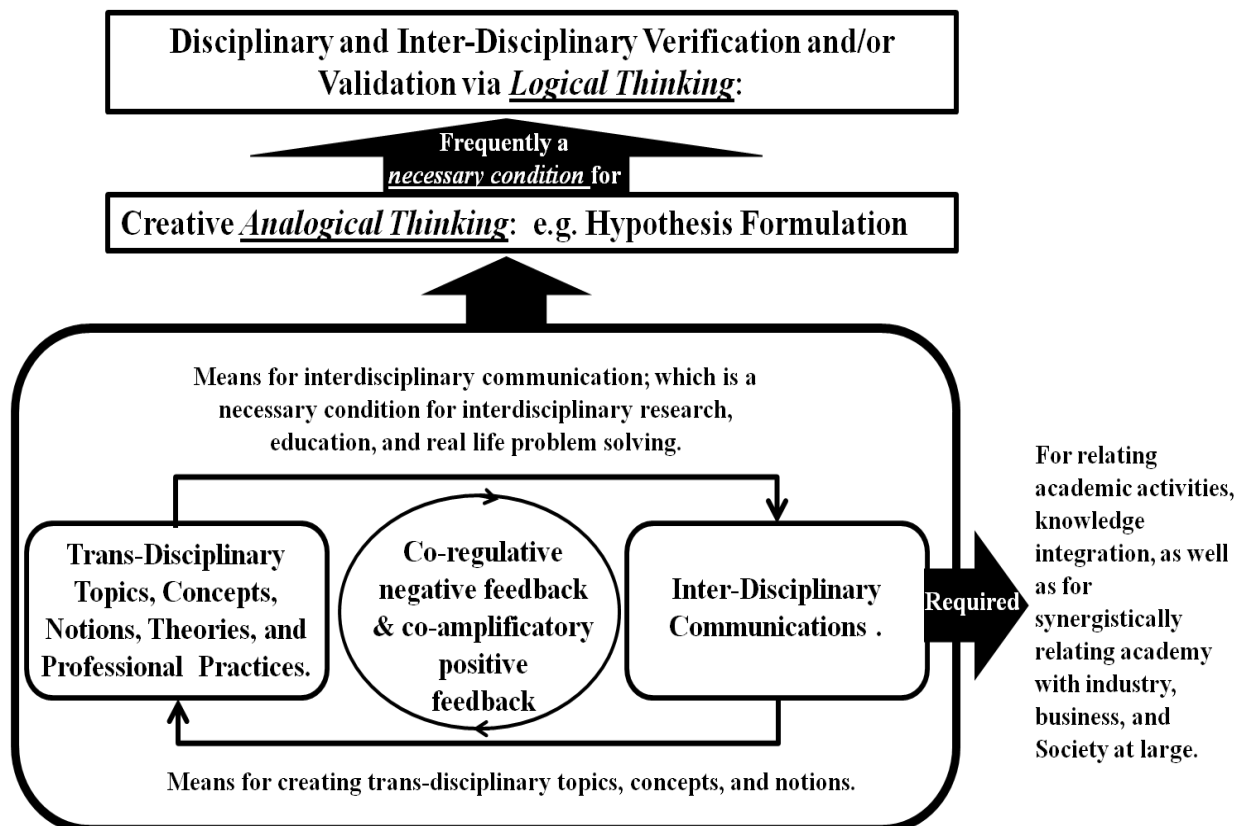 Disciplinary and Inter-Disciplinary Verification and/or
Validation via Logical Thinking:
Frequently a
necessary condition for
Creative Analogical Thinking: e.g. Hypothesis Formulation
Means for interdisciplinary communication; which is a
necessary condition for interdisciplinary research,
education, and real life problem solving.
Trans-Disciplinary
Topics, Concepts,
Notions, Theories, and
Professional Practices.
Co-regulative
negative feedback
& co-amplificatory
positive
feedback
Inter-Disciplinary
Communications .
Required
For relating
academic activities,
knowledge
integration, as well
as for
synergistically
relating academy
with industry,
business, and
Society at large.
Means for creating trans-disciplinary topics, concepts, and notions.